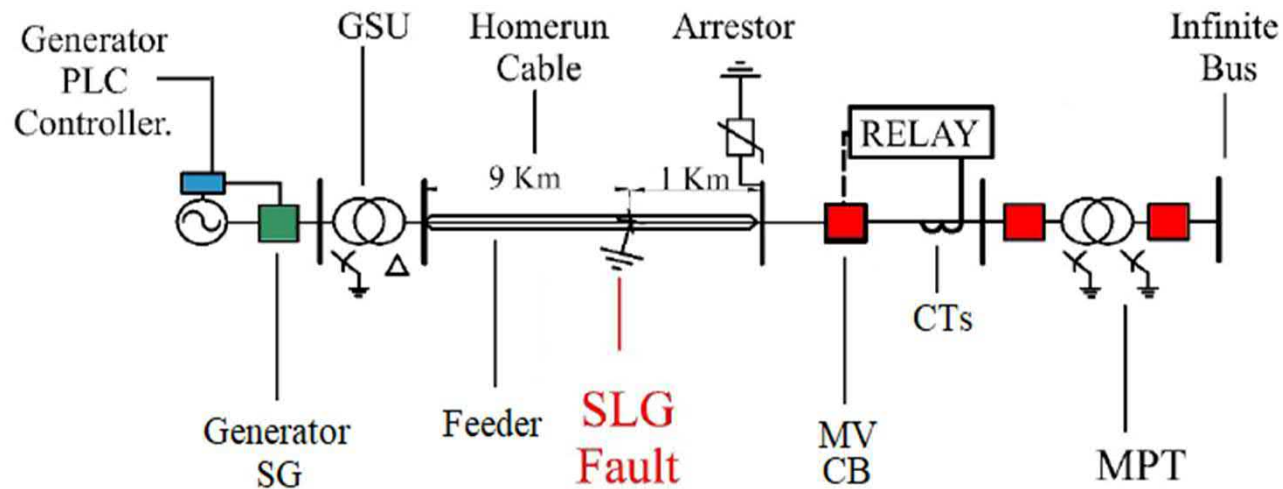 Generator
PLC
Controller.
GSU
Homerun
Cable
Arrestor
Infinite
Bus
RELAY
9 Km
1 Km
Δ
CTs
Generator
SG
Feeder
SLG
Fault
MV
CB
MPT